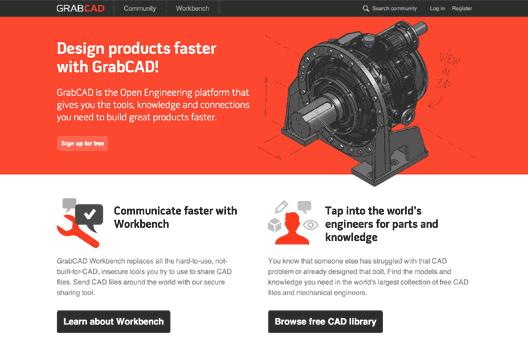 GRABCAD
Community
Workbench
Search community
Log in
Register
Design products faster
with GrabCAD!
GrabCAD is the Open Engineering platform that
gives you the tools, knowledge and connections
you need to build great products faster.
Sign up for free
VIEW
IN
3D
Communicate faster with
Workbench
GrabCAD Workbench replaces all the hard-to-use, not-
built-for-CAD, insecure tools you try to use to share CAD
files. Send CAD files around the world with our secure
sharing tool.
Learn about Workbench
Tap into the world's
engineers for parts and
knowledge
You know that someone else has struggled with that CAD
problem or already designed that bolt. Find the models and
knowledge you need in the world's largest collection of free CAD
files and mechanical engineers.
Browse free CAD library